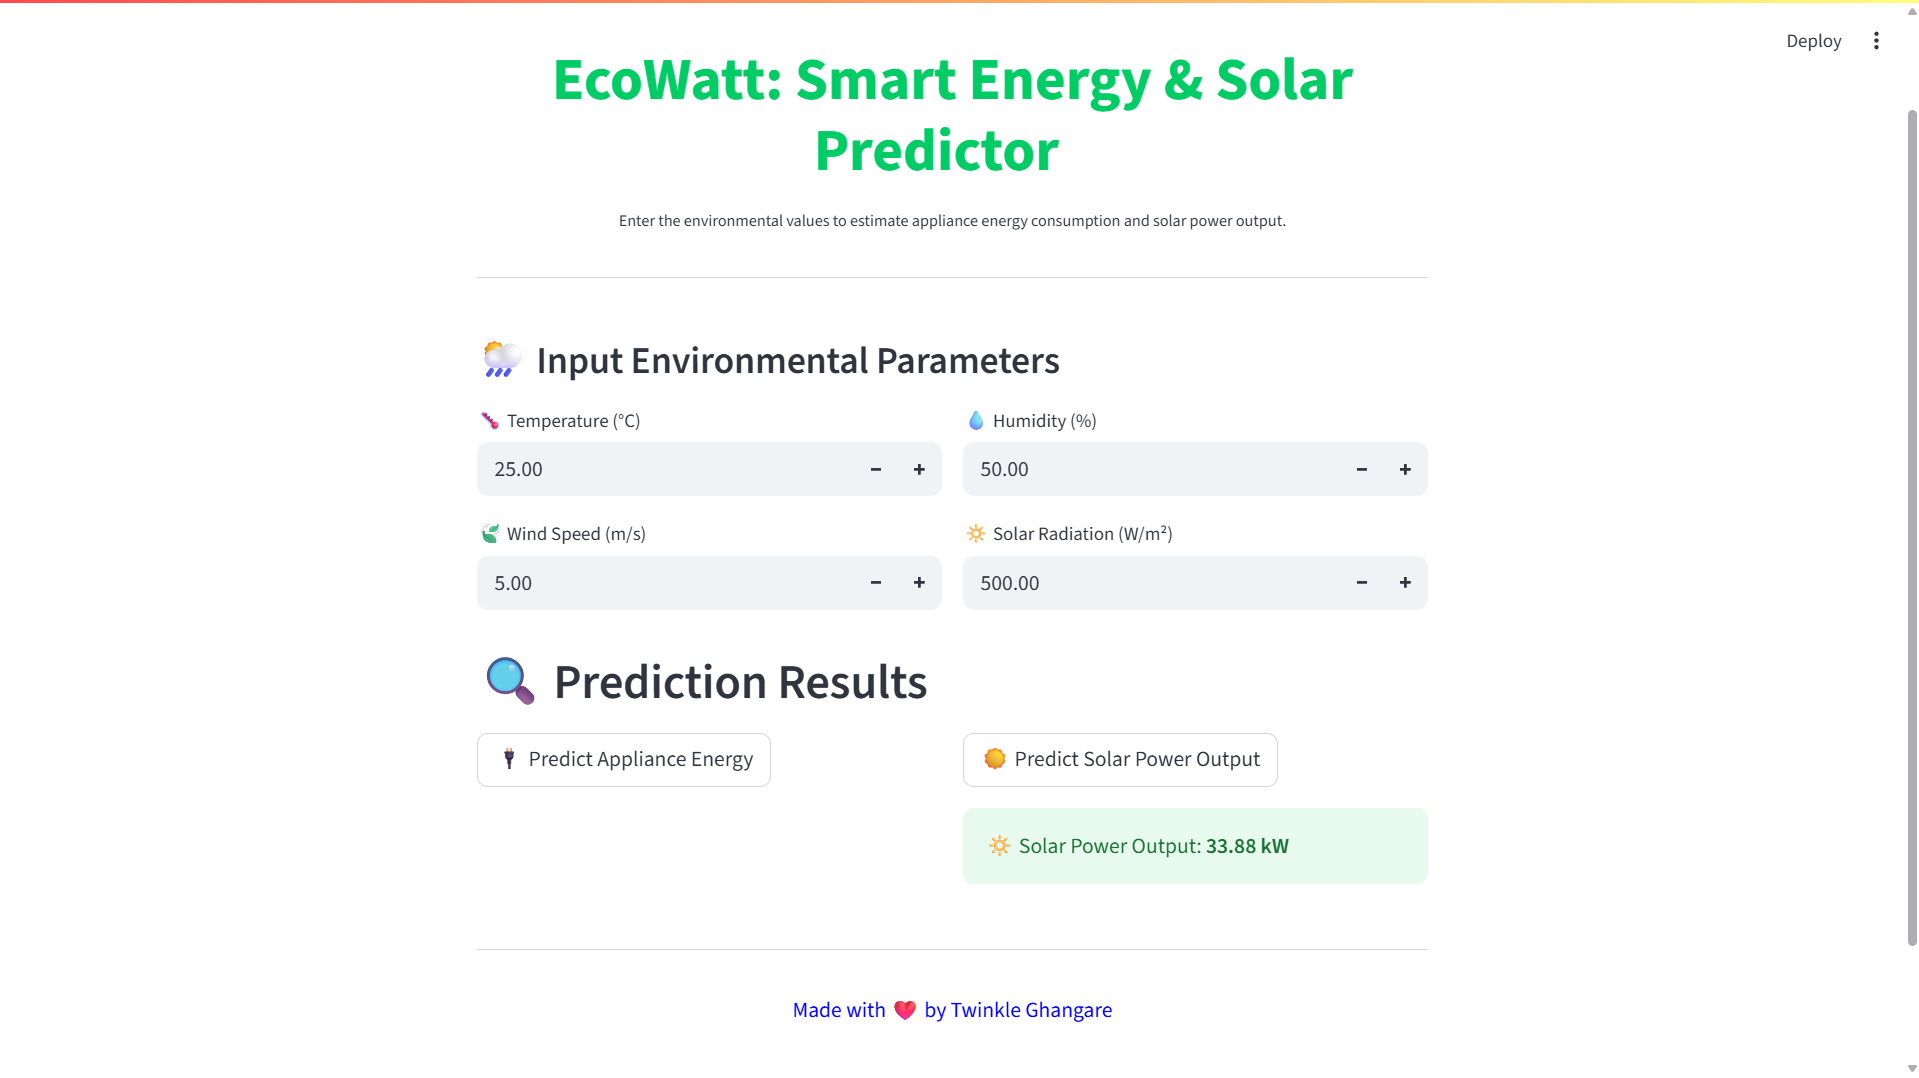 Deploy
EcoWatt: Smart Energy & Solar
Predictor
Enter the environmental values to estimate appliance energy consumption and solar power output.
Input Environmental Parameters
Temperature (°C)
Humidity (%)
25.00
50.00
Wind Speed (m/s)
Solar Radiation (W/m²)
5.00
500.00
Prediction Results
Predict Appliance Energy
Predict Solar Power Output
Solar Power Output: 33.88 kW
Made with ❤️ by Twinkle Ghangare